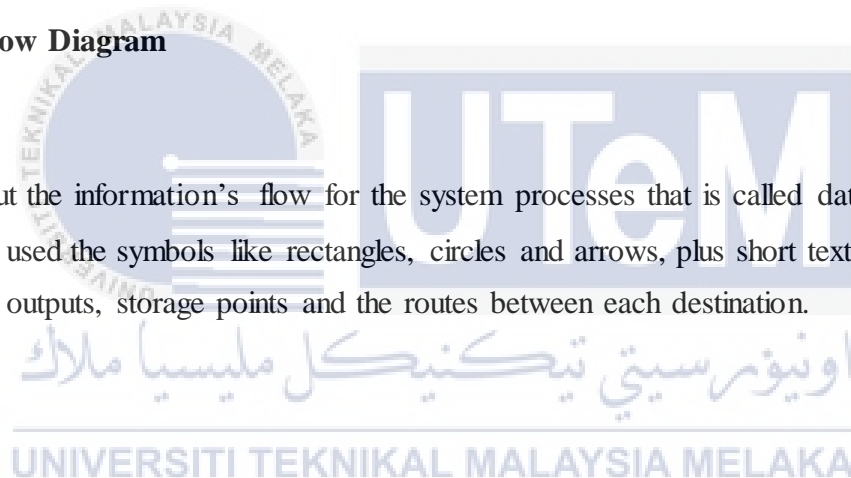 ow Diagram
ut the information's flow for the system processes that is called dat
used the symbols like rectangles, circles and arrows, plus short text
outputs, storage points and the routes between each destination.
UTeM
اونيۏرسيتي تيكنيكل مليسيا ملاك
UNIVERSITI TEKNIKAL MALAYSIA MELAKA